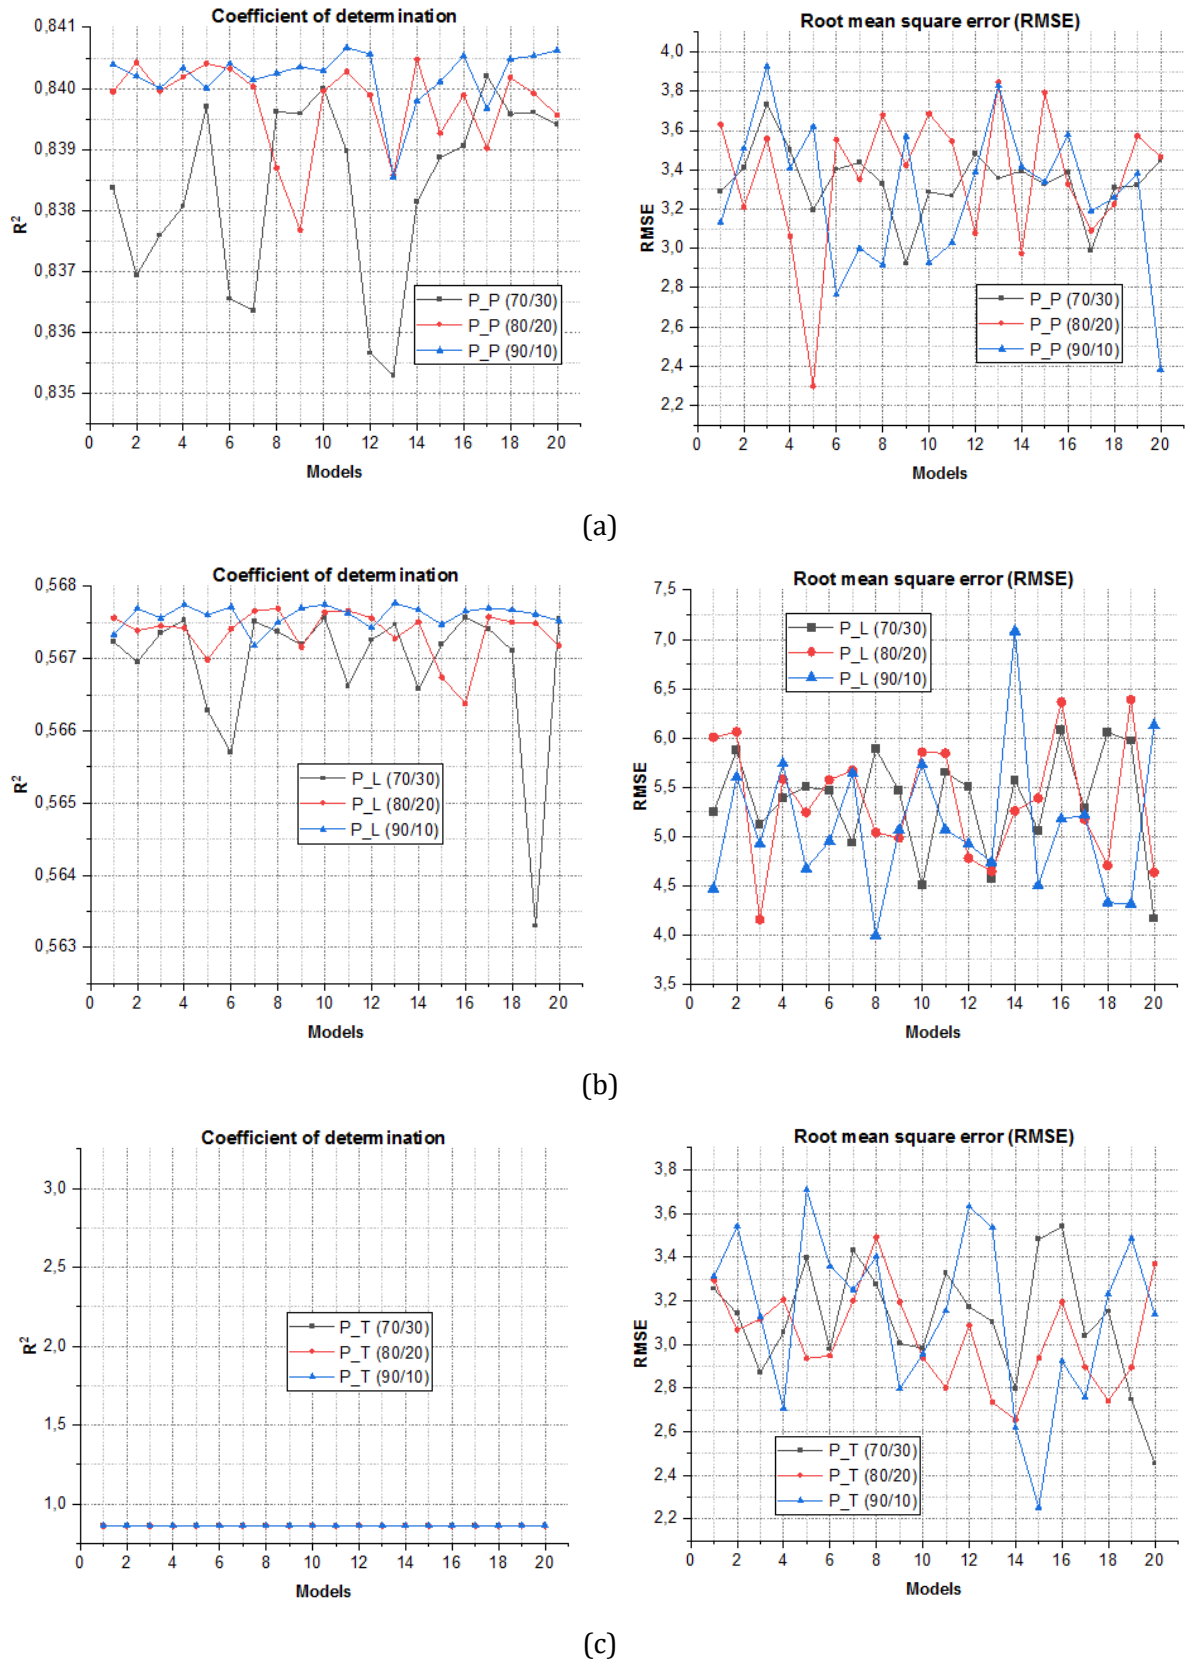 Coefficient of determination
0,841
0,840
0,839
0,838
0,837
0,836
0,835
R²
P_P (70/30)
P_P (80/20)
P_P (90/10)
0 2 4 6 8 10 12 14 16 18 20
Models
Root mean square error (RMSE)
4,0
3,8
3,6
3,4
3,2
3,0
2,8
2,6
2,4
2,2
RMSE
P_P (70/30)
P_P (80/20)
P_P (90/10)
0 2 4 6 8 10 12 14 16 18 20
Models
(a)
Coefficient of determination
0,568
0,567
0,566
0,565
0,564
0,563
R²
P_L (70/30)
P_L (80/20)
P_L (90/10)
0 2 4 6 8 10 12 14 16 18 20
Models
Root mean square error (RMSE)
7,5
7,0
6,5
6,0
5,5
5,0
4,5
4,0
3,5
RMSE
P_L (70/30)
P_L (80/20)
P_L (90/10)
0 2 4 6 8 10 12 14 16 18 20
Models
(b)
Coefficient of determination
3,0
2,5
2,0
1,5
1,0
R²
P_T (70/30)
P_T (80/20)
P_T (90/10)
0 2 4 6 8 10 12 14 16 18 20
Models
Root mean square error (RMSE)
3,8
3,6
3,4
3,2
3,0
2,8
2,6
2,4
2,2
RMSE
P_T (70/30)
P_T (80/20)
P_T (90/10)
0 2 4 6 8 10 12 14 16 18 20
Models
(c)